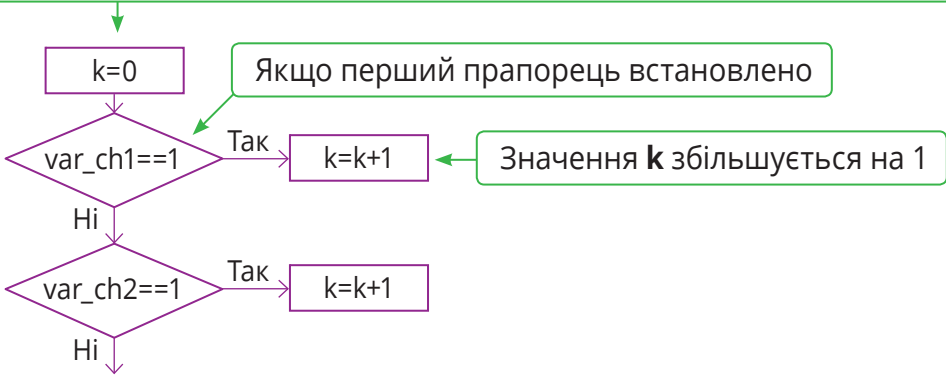 k=0
Якщо перший прапорець встановлено
var_ch1==1
Так
k=k+1
Значення k збільшується на 1
Ні
var_ch2==1
Так
k=k+1
Ні